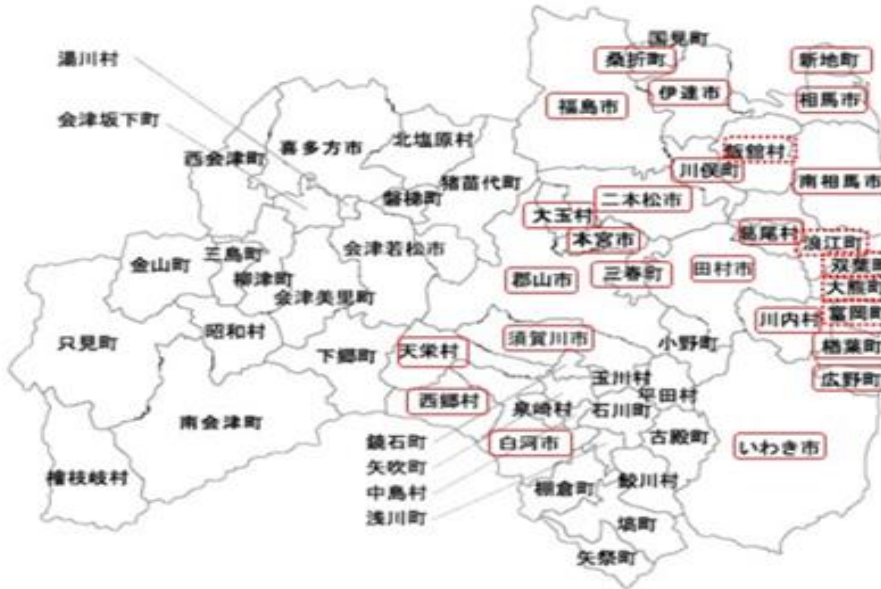 国見町
湯川村
桑折町
新地町
会津坂下町
伊達市
相馬市
福島市
北塩原村
喜多方市
西会津町
飯舘村
川俣町
南相馬市
猪苗代町
磐梯町
二本松市
大玉村
葛尾村
本宮市
浪江町
会津若松市
三島町
金山町
双葉町
柳津町
郡山市
三春町
田村市
大熊町
会津美里町
富岡町
川内村
昭和村
須賀川市
小野町
只見町
天栄村
楢葉町
下郷町
玉川村
広野町
平田村
西郷村
泉崎村
石川町
南会津町
古殿町
鏡石町
白河市
いわき市
矢吹町
檜枝岐村
鮫川村
中島村
棚倉町
浅川町
塙町
矢祭町